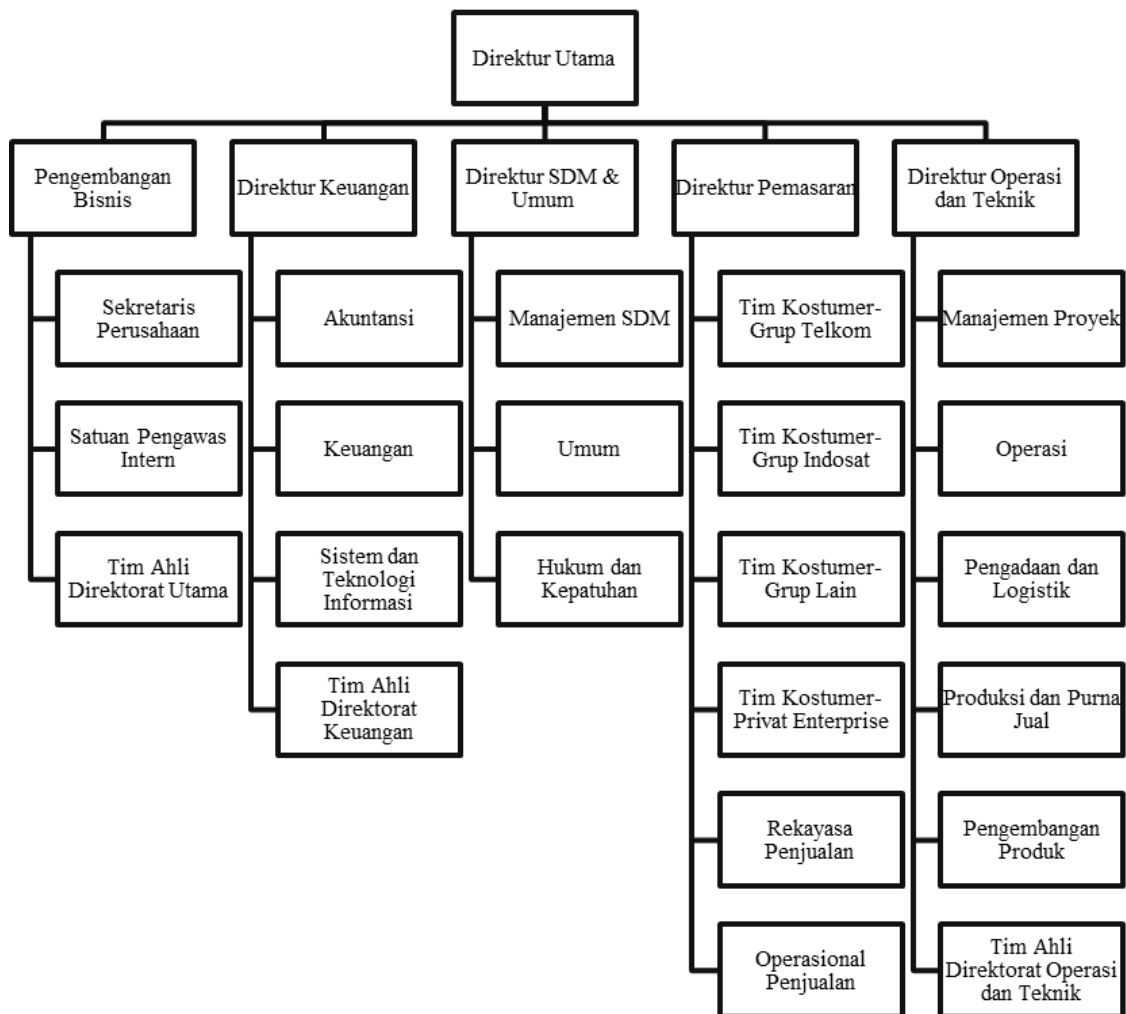 Direktur Utama
Pengembangan
Bisnis
Direktur Keuangan
Direktur SDM &
Umum
Direktur Pemasaran
Direktur Operasi
dan Teknik
Sekretaris
Perusahaan
Satuan Pengawas
Intern
Tim Ahli
Direktorat Utama
Akuntansi
Keuangan
Sistem dan
Teknologi
Informasi
Tim Ahli
Direktorat
Keuangan
Manajemen SDM
Umum
Hukum dan
Kepatuhan
Tim Kostumer-
Grup Telkom
Tim Kostumer-
Grup Indosat
Tim Kostumer-
Grup Lain
Tim Kostumer-
Privat Enterprise
Rekayasa
Penjualan
Operasional
Penjualan
Manajemen Proyek
Operasi
Pengadaan dan
Logistik
Produksi dan Purna
Jual
Pengembangan
Produk
Tim Ahli
Direktorat Operasi
dan Teknik